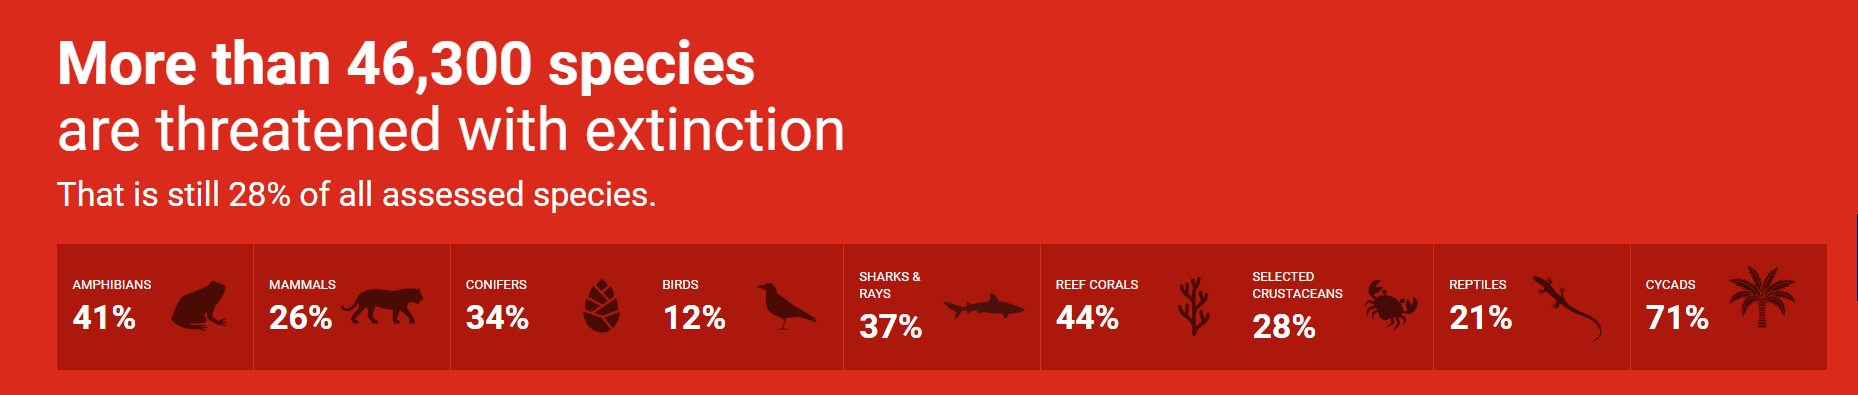 More than 46,300 species
are threatened with extinction
That is still 28% of all assessed species.
AMPHIBIANS
41%
MAMMALS
26%
CONIFERS
34%
BIRDS
12%
SHARKS &
RAYS
37%
REEF CORALS
44%
SELECTED
CRUSTACEANS
28%
REPTILES
21%
CYCADS
71%